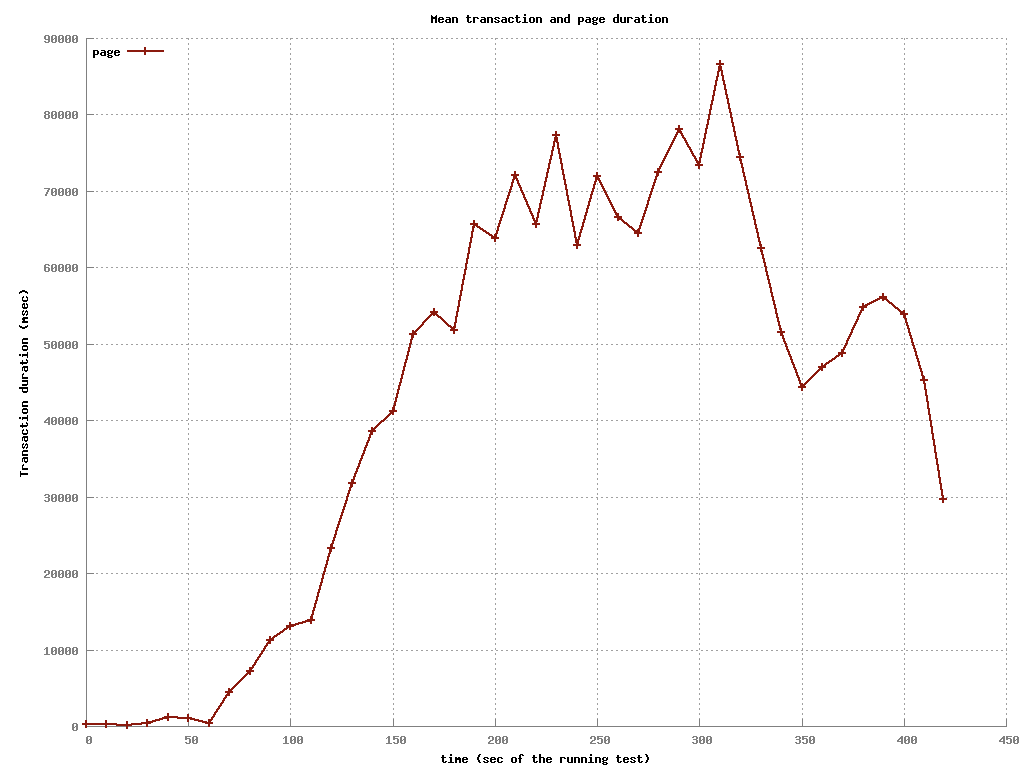 Mean transaction and page duration
90000
page
80000
70000
60000
50000
40000
30000
20000
10000
0
Transaction duration (msec)
0 50 100 150 200 250 300 350 400 450
time (sec of the running test)